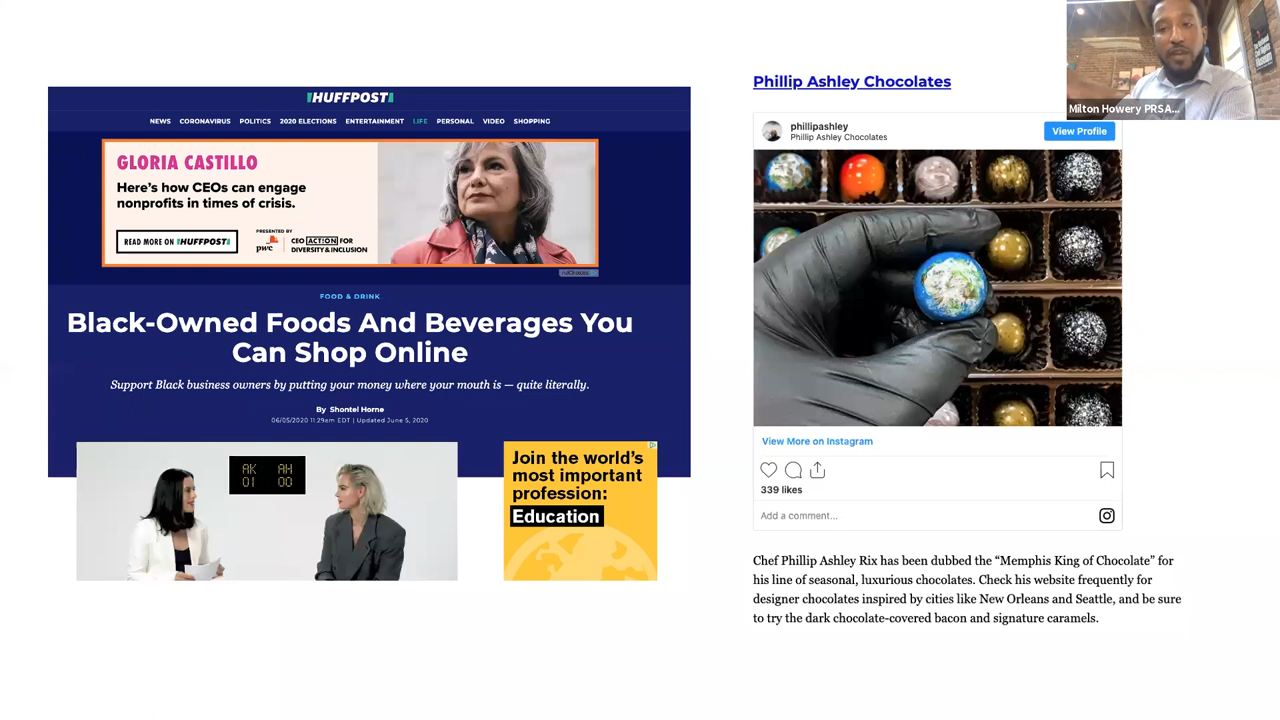 HUFFPOST
NEWS CORONAVIRUS POLITICS 2020 ELECTIONS ENTERTAINMENT LIFE PERSONAL VIDEO SHOPPING
GLORIA CASTILLO
Here's how CEOs can engage
nonprofits in times of crisis.
READ MORE ON HUFFPOST
PRESENTED BY
pwc
CEO ACTION FOR
DIVERSITY & INCLUSION
AdChoices
FOOD & DRINK
Black-Owned Foods And Beverages You
Can Shop Online
Support Black business owners by putting your money where your mouth is — quite literally.
By Shontel Horne
06/05/2020 11:29am EDT | Updated June 5, 2020
AK AH
01 00
Join the world's
most important
profession:
Education
Phillip Ashley Chocolates
phillipashley
Phillip Ashley Chocolates
View Profile
View More on Instagram
339 likes
Add a comment...
Chef Phillip Ashley Rix has been dubbed the “Memphis King of Chocolate” for
his line of seasonal, luxurious chocolates. Check his website frequently for
designer chocolates inspired by cities like New Orleans and Seattle, and be sure
to try the dark chocolate-covered bacon and signature caramels.
Milton Howery PRSA...